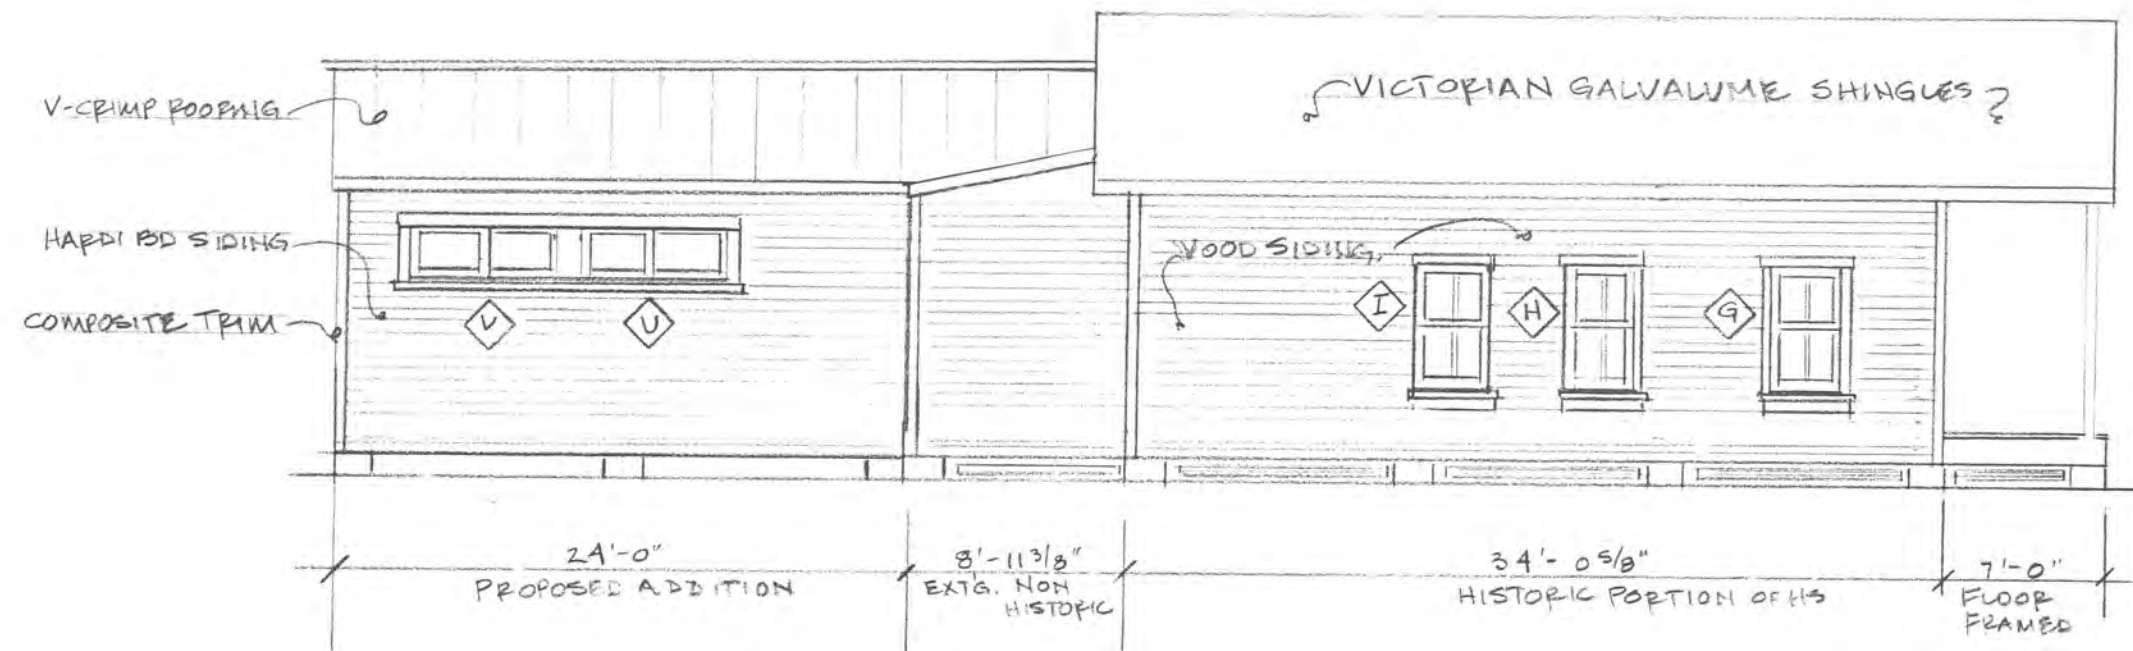 V-CRIMP ROOFING
VICTORIAN GALVALUME SHINGLES
HARDI BD SIDING
WOOD SIDING,
COMPOSITE TRIM
V
U
I
H
G
24'-0"
PROPOSED ADDITION
8'-11 3/8"
EXT'G. NON
HISTORIC
34'-0 5/8"
HISTORIC PORTION OF HS
7'-0"
FLOOR
FRAMED